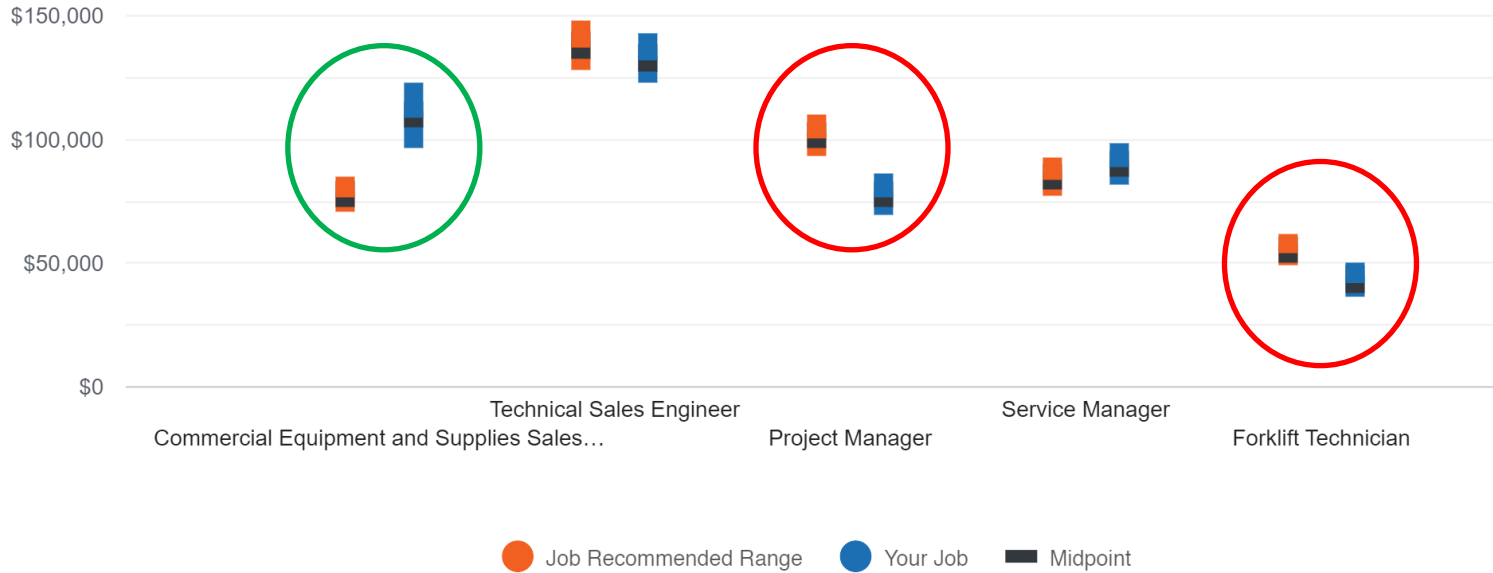 $150,000
$100,000
$50,000
$0
Technical Sales Engineer
Service Manager
Commercial Equipment and Supplies Sales…
Project Manager
Forklift Technician
Job Recommended Range
Your Job
Midpoint